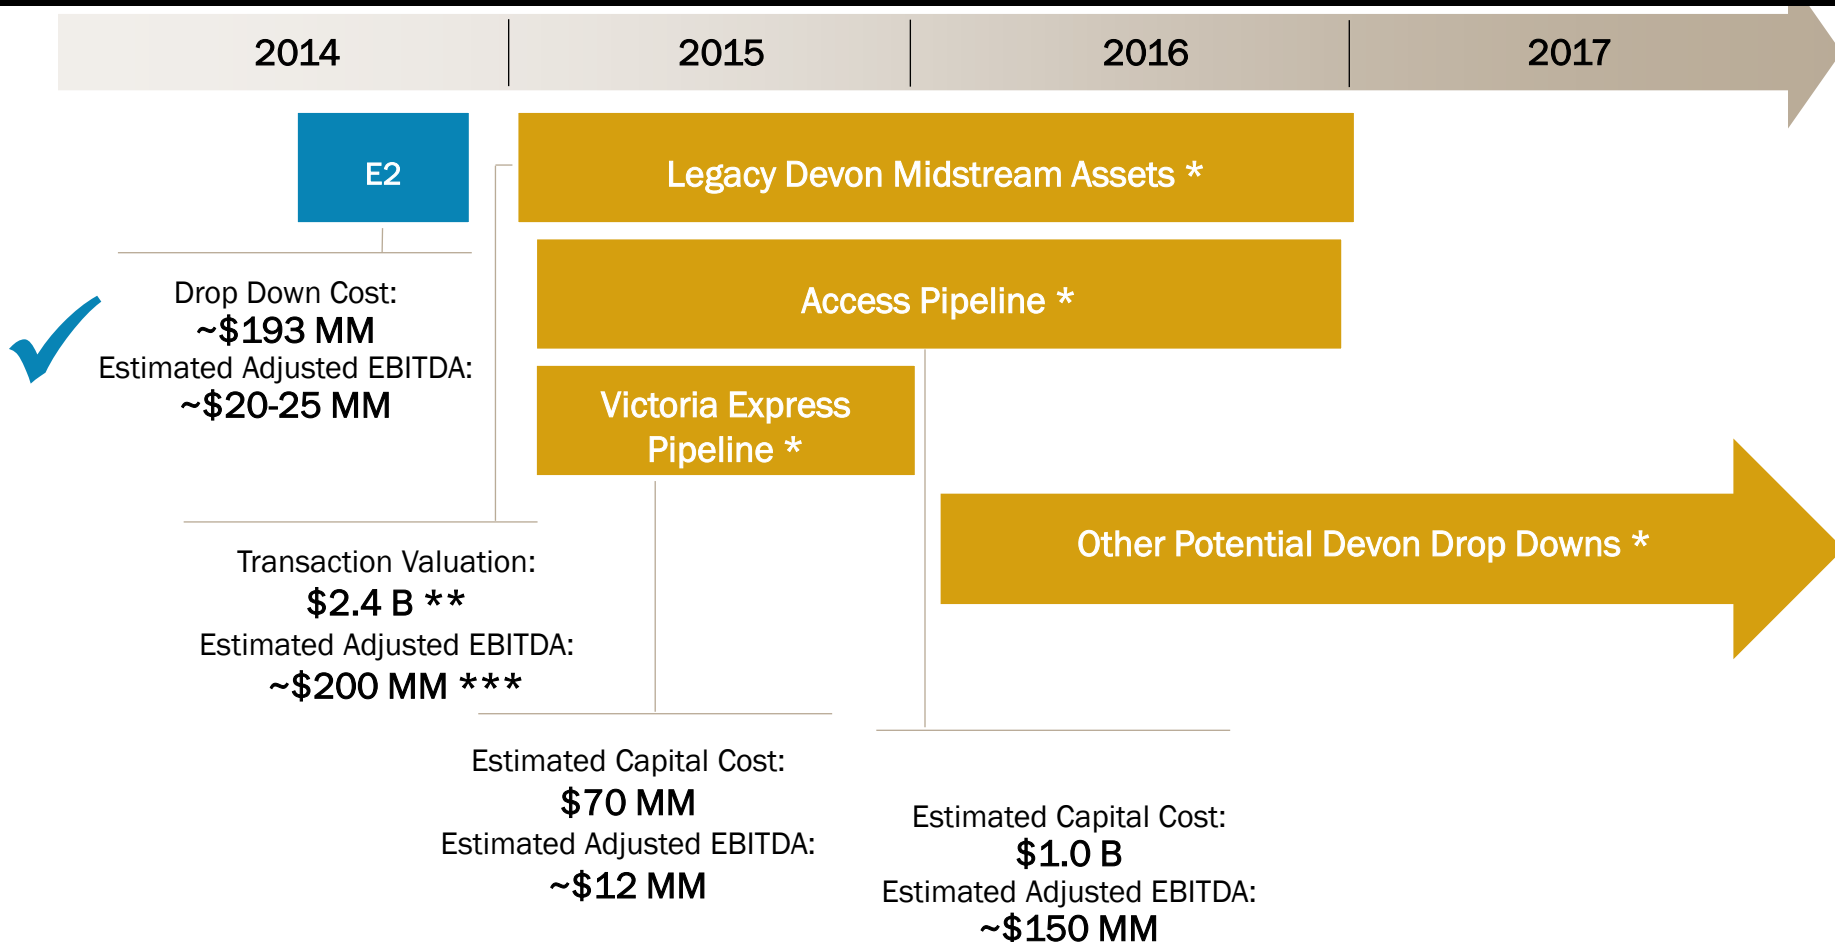 2014 2015 2016 2017
E2
Legacy Devon Midstream Assets *
Access Pipeline *
Victoria Express
Pipeline *
Other Potential Devon Drop Downs *
Drop Down Cost:
~$193 MM
Estimated Adjusted EBITDA:
~$20-25 MM
Transaction Valuation:
$2.4 B **
Estimated Adjusted EBITDA:
~$200 MM ***
Estimated Capital Cost:
$70 MM
Estimated Adjusted EBITDA:
~$12 MM
Estimated Capital Cost:
$1.0 B
Estimated Adjusted EBITDA:
~$150 MM